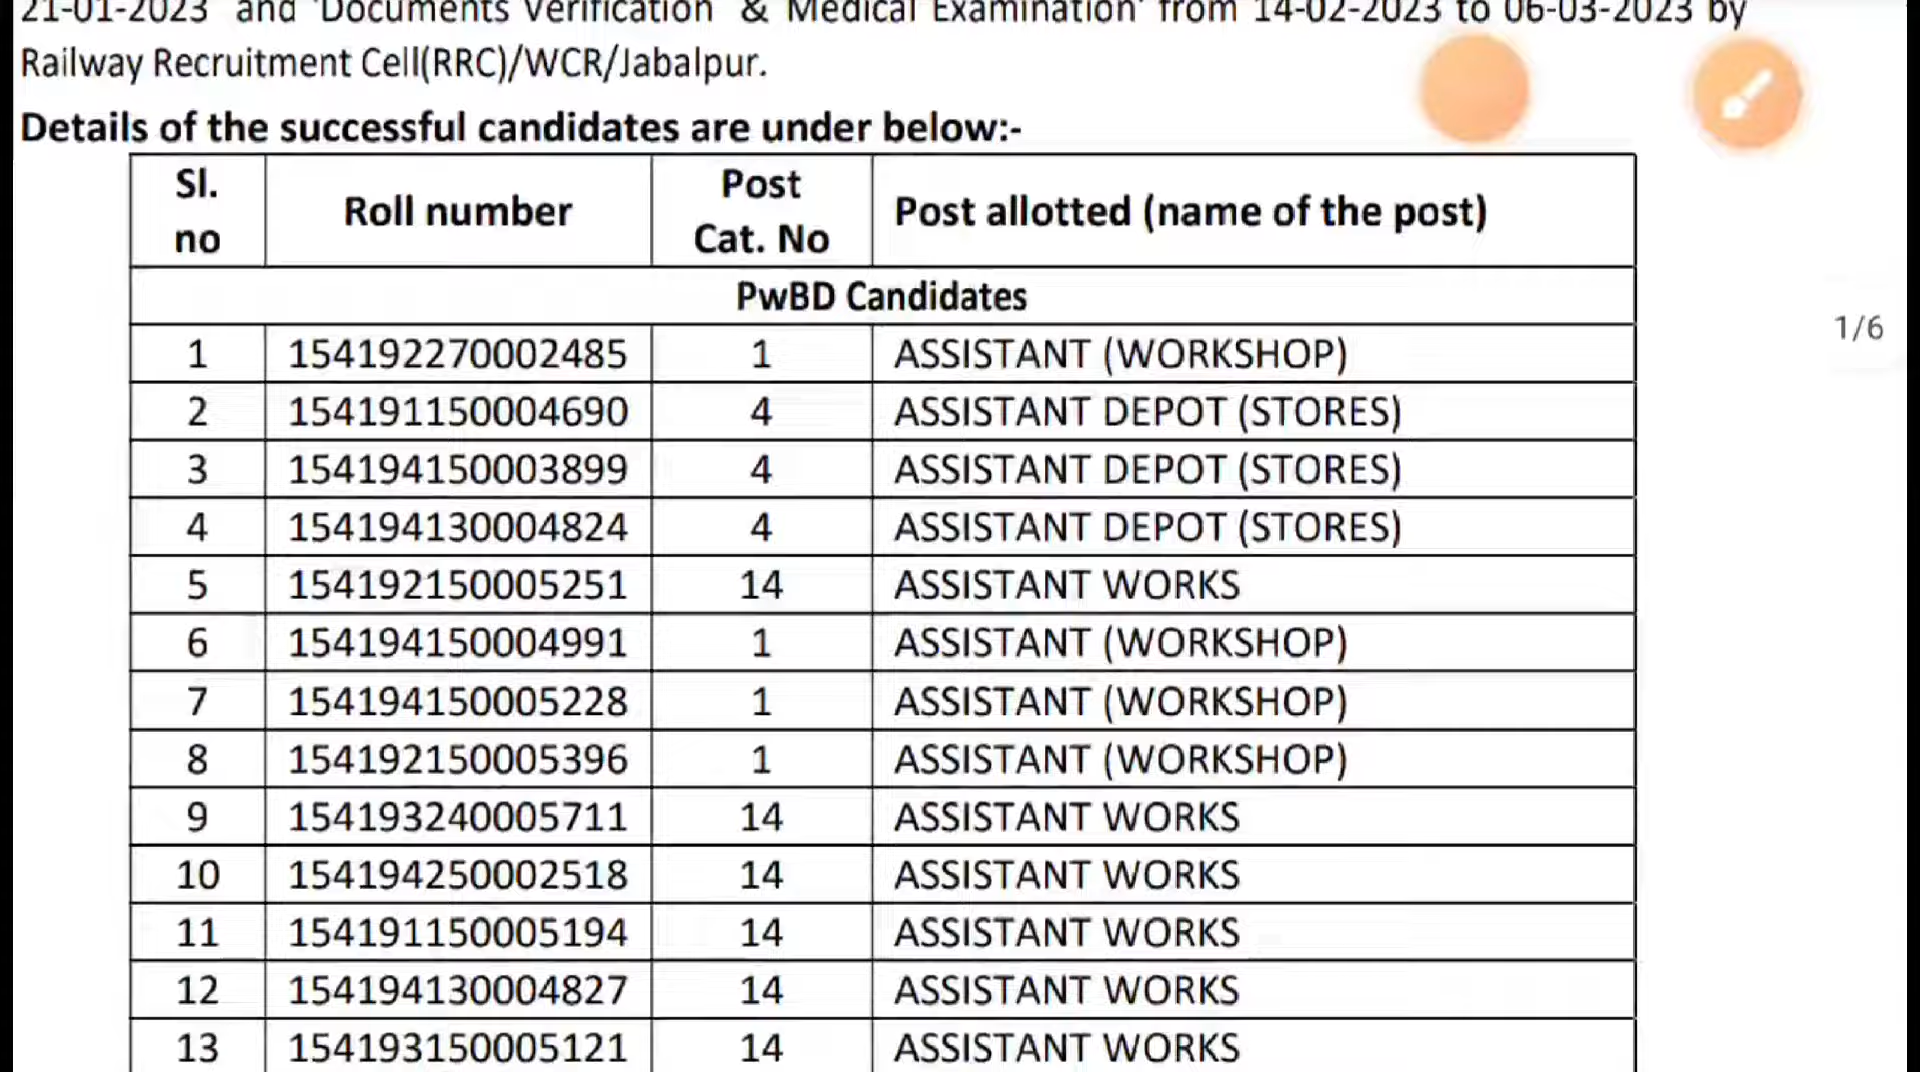 21-01-2023 and 'Documents Verification & Medical Examination' from 14-02-2023 to 06-03-2023 by
Railway Recruitment Cell(RRC)/WCR/Jabalpur.
Details of the successful candidates are under below:-
Sl. no Roll number Post Cat. No Post allotted (name of the post)
PwBD Candidates
1 154192270002485 1 ASSISTANT (WORKSHOP)
2 154191150004690 4 ASSISTANT DEPOT (STORES)
3 154194150003899 4 ASSISTANT DEPOT (STORES)
4 154194130004824 4 ASSISTANT DEPOT (STORES)
5 154192150005251 14 ASSISTANT WORKS
6 154194150004991 1 ASSISTANT (WORKSHOP)
7 154194150005228 1 ASSISTANT (WORKSHOP)
8 154192150005396 1 ASSISTANT (WORKSHOP)
9 154193240005711 14 ASSISTANT WORKS
10 154194250002518 14 ASSISTANT WORKS
11 154191150005194 14 ASSISTANT WORKS
12 154194130004827 14 ASSISTANT WORKS
13 154193150005121 14 ASSISTANT WORKS
1/6